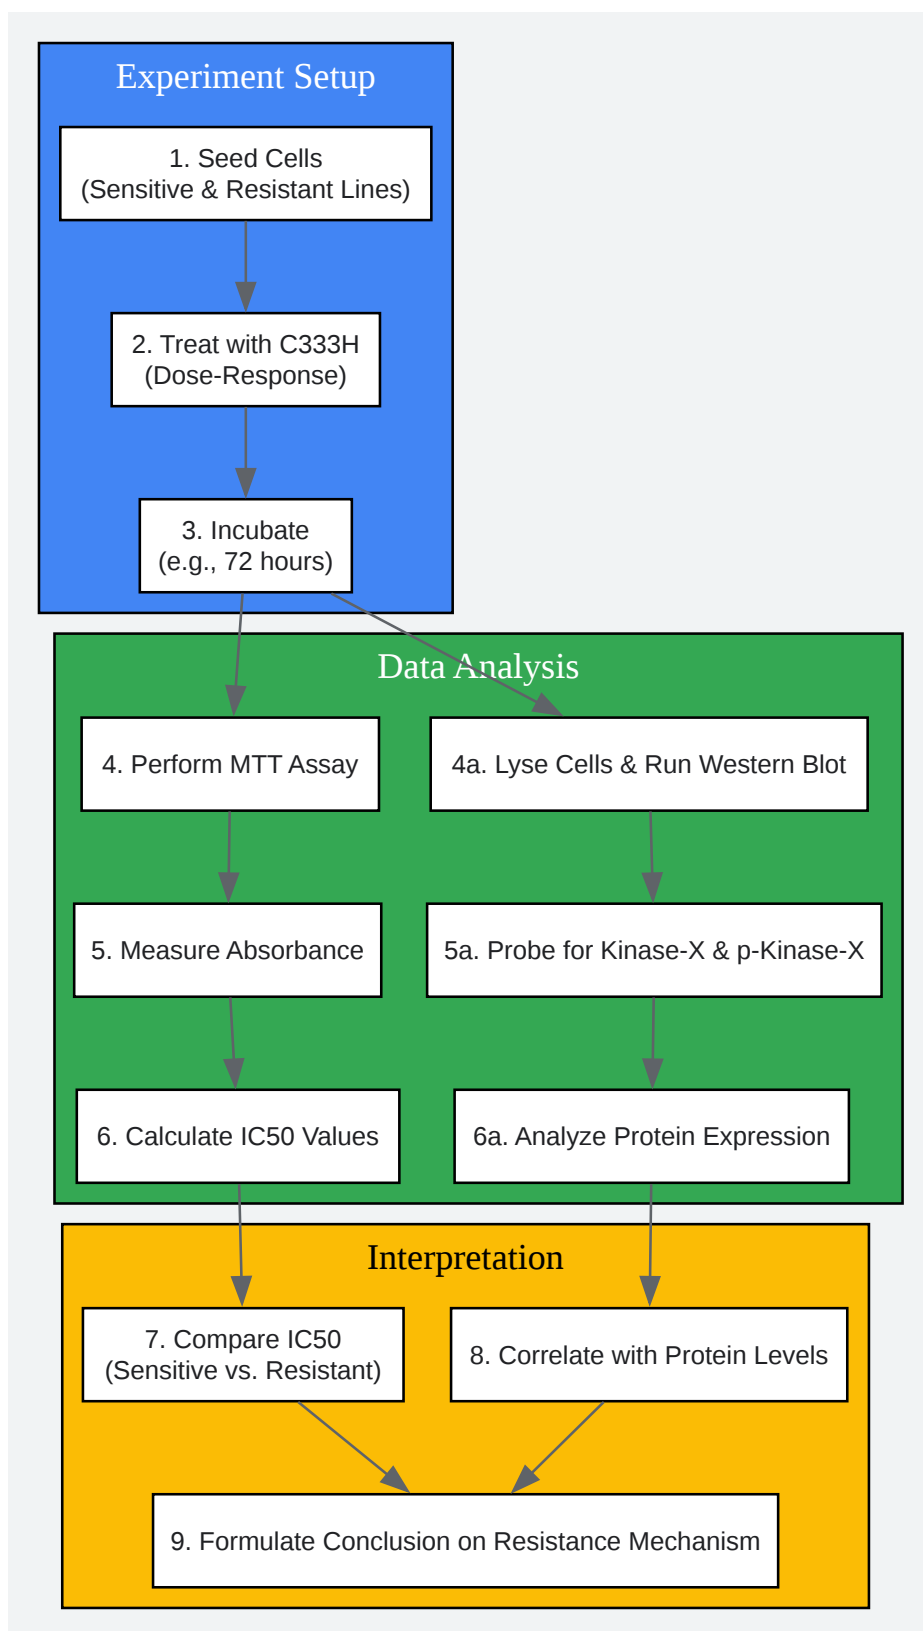 Experiment Setup
1. Seed Cells
(Sensitive & Resistant Lines)
2. Treat with C333H
(Dose-Response)
3. Incubate
(e.g., 72 hours)
Data Analysis
4. Perform MTT Assay
4a. Lyse Cells & Run Western Blot
5. Measure Absorbance
5a. Probe for Kinase-X & p-Kinase-X
6. Calculate IC50 Values
6a. Analyze Protein Expression
Interpretation
7. Compare IC50
(Sensitive vs. Resistant)
8. Correlate with Protein Levels
9. Formulate Conclusion on Resistance Mechanism